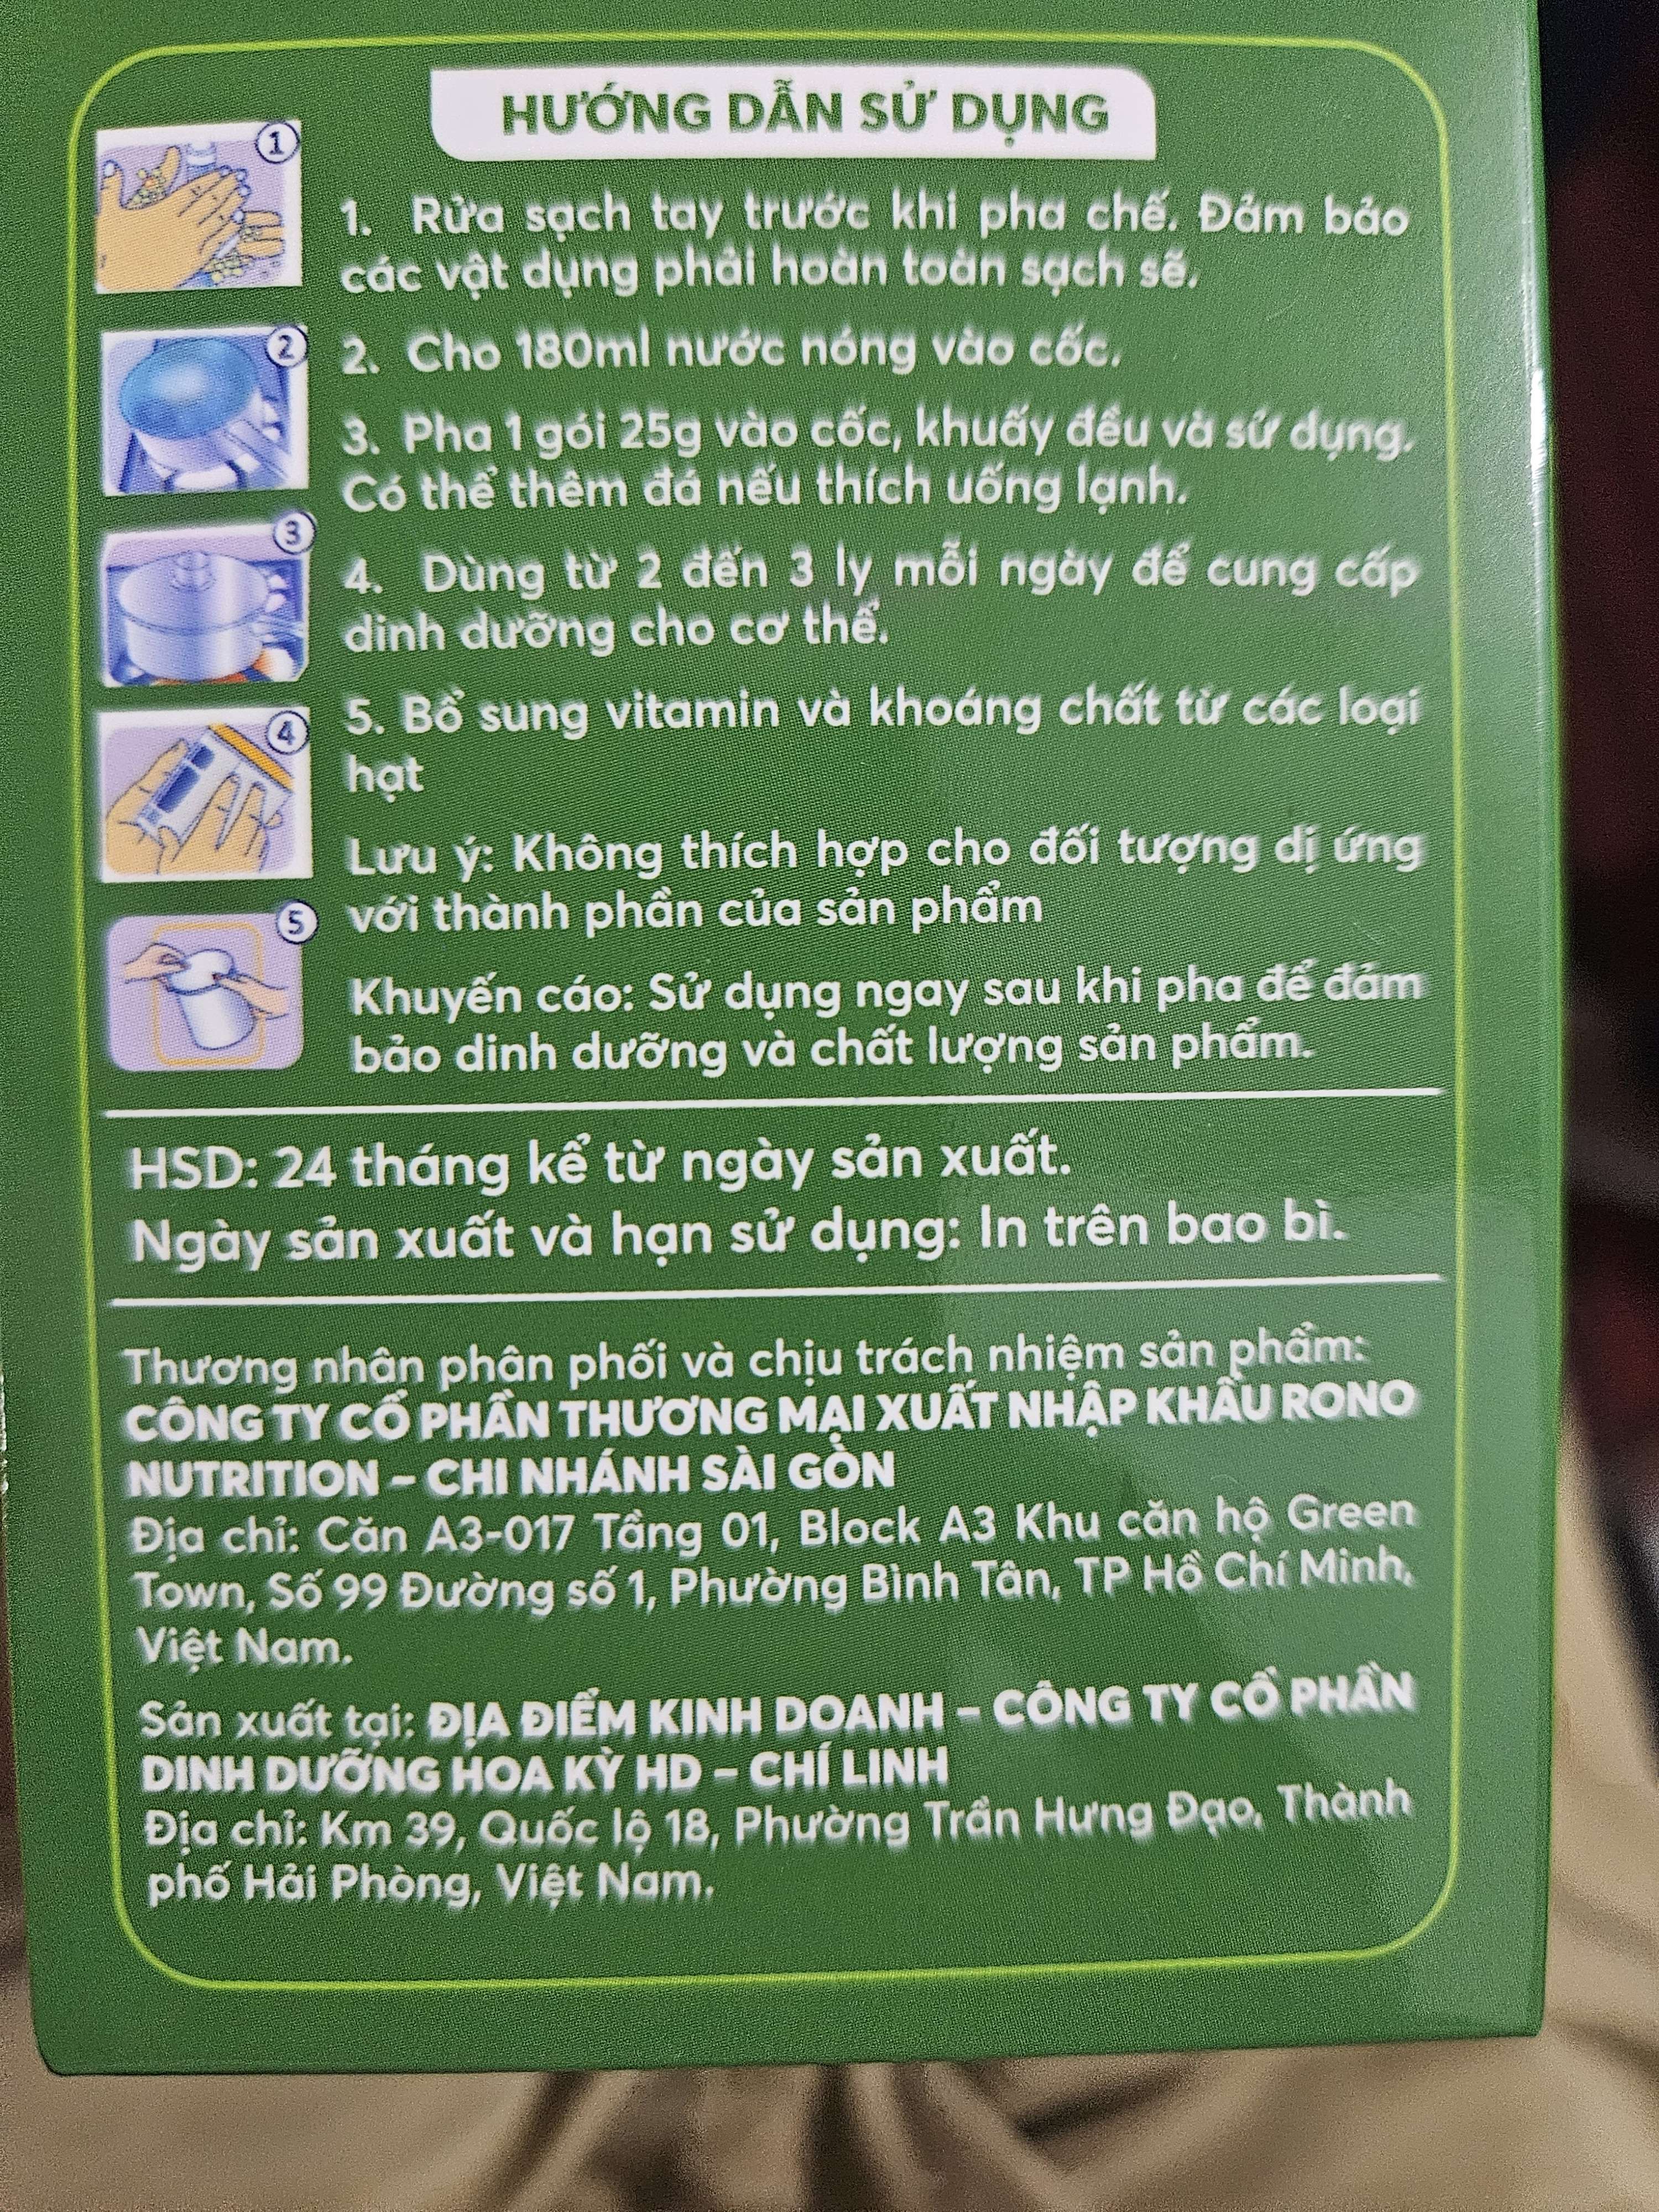 HƯỚNG DẪN SỬ DỤNG
1
1. Rửa sạch tay trước khi pha chế. Đảm bảo
các vật dụng phải hoàn toàn sạch sẽ.
2
2. Cho 180ml nước nóng vào cốc.
3. Pha 1 gói 25g vào cốc, khuấy đều và sử dụng.
Có thể thêm đá nếu thích uống lạnh.
3
4. Dùng từ 2 đến 3 ly mỗi ngày để cung cấp
dinh dưỡng cho cơ thể.
4
5. Bổ sung vitamin và khoáng chất từ các loại
hạt
Lưu ý: Không thích hợp cho đối tượng dị ứng
với thành phần của sản phẩm
5
Khuyến cáo: Sử dụng ngay sau khi pha để đảm
bảo dinh dưỡng và chất lượng sản phẩm.
HSD: 24 tháng kể từ ngày sản xuất.
Ngày sản xuất và hạn sử dụng: In trên bao bì.
Thương nhân phân phối và chịu trách nhiệm sản phẩm:
CÔNG TY CỔ PHẦN THƯƠNG MẠI XUẤT NHẬP KHẨU RONO
NUTRITION – CHI NHÁNH SÀI GÒN
Địa chỉ: Căn A3-017 Tầng 01, Block A3 Khu căn hộ Green
Town, Số 99 Đường số 1, Phường Bình Tân, TP Hồ Chí Minh,
Việt Nam.
Sản xuất tại: ĐỊA ĐIỂM KINH DOANH – CÔNG TY CỔ PHẦN
DINH DƯỠNG HOA KỲ HD – CHÍ LINH
Địa chỉ: Km 39, Quốc lộ 18, Phường Trần Hưng Đạo, Thành
phố Hải Phòng, Việt Nam.